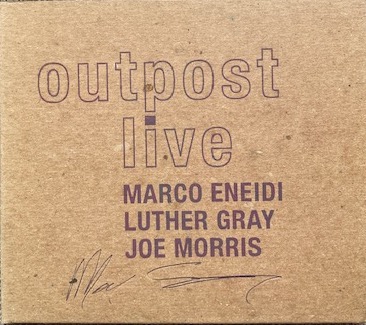 outpost
live
MARCO ENEIDI
LUTHER GRAY
JOE MORRIS